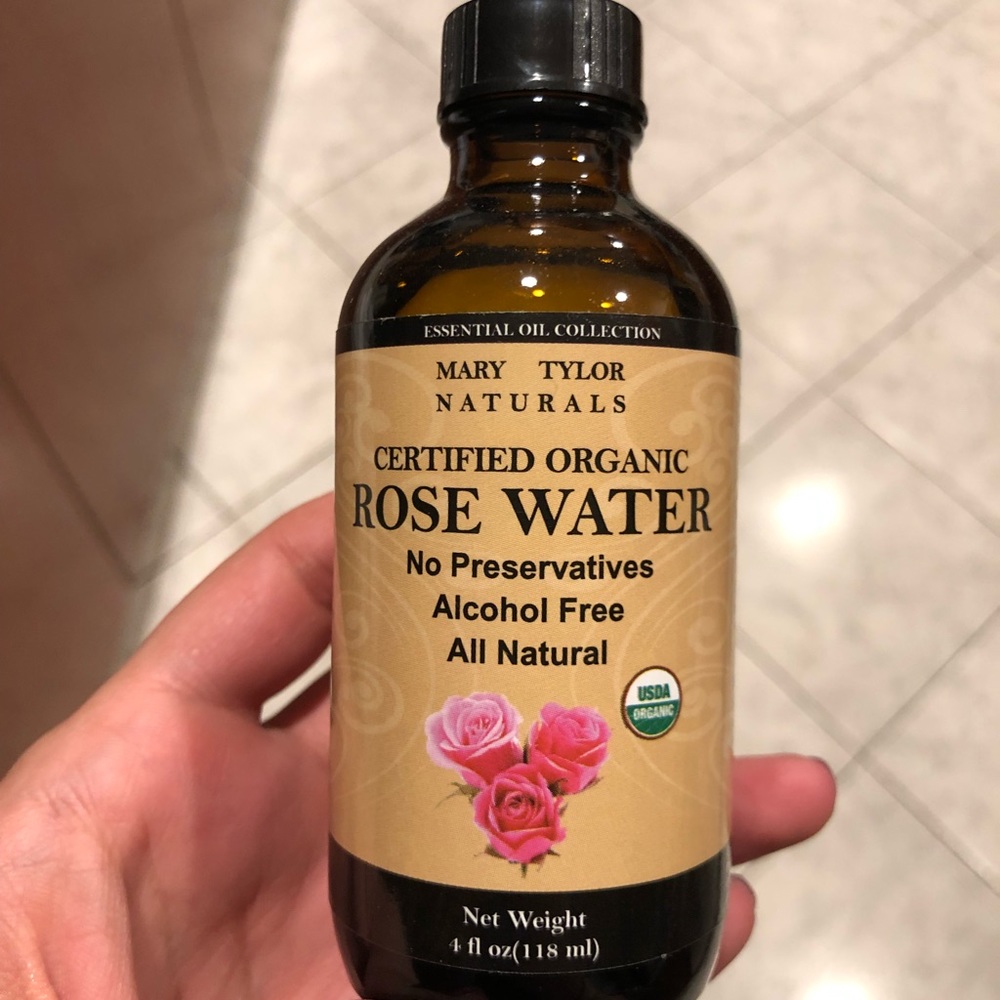 ESSENTIAL OIL COLLECTION
MARY TYLOR
NATURALS
CERTIFIED ORGANIC
ROSE WATER
No Preservatives
Alcohol Free
All Natural
USDA
ORGANIC
Net Weight
4 fl oz(118 ml)